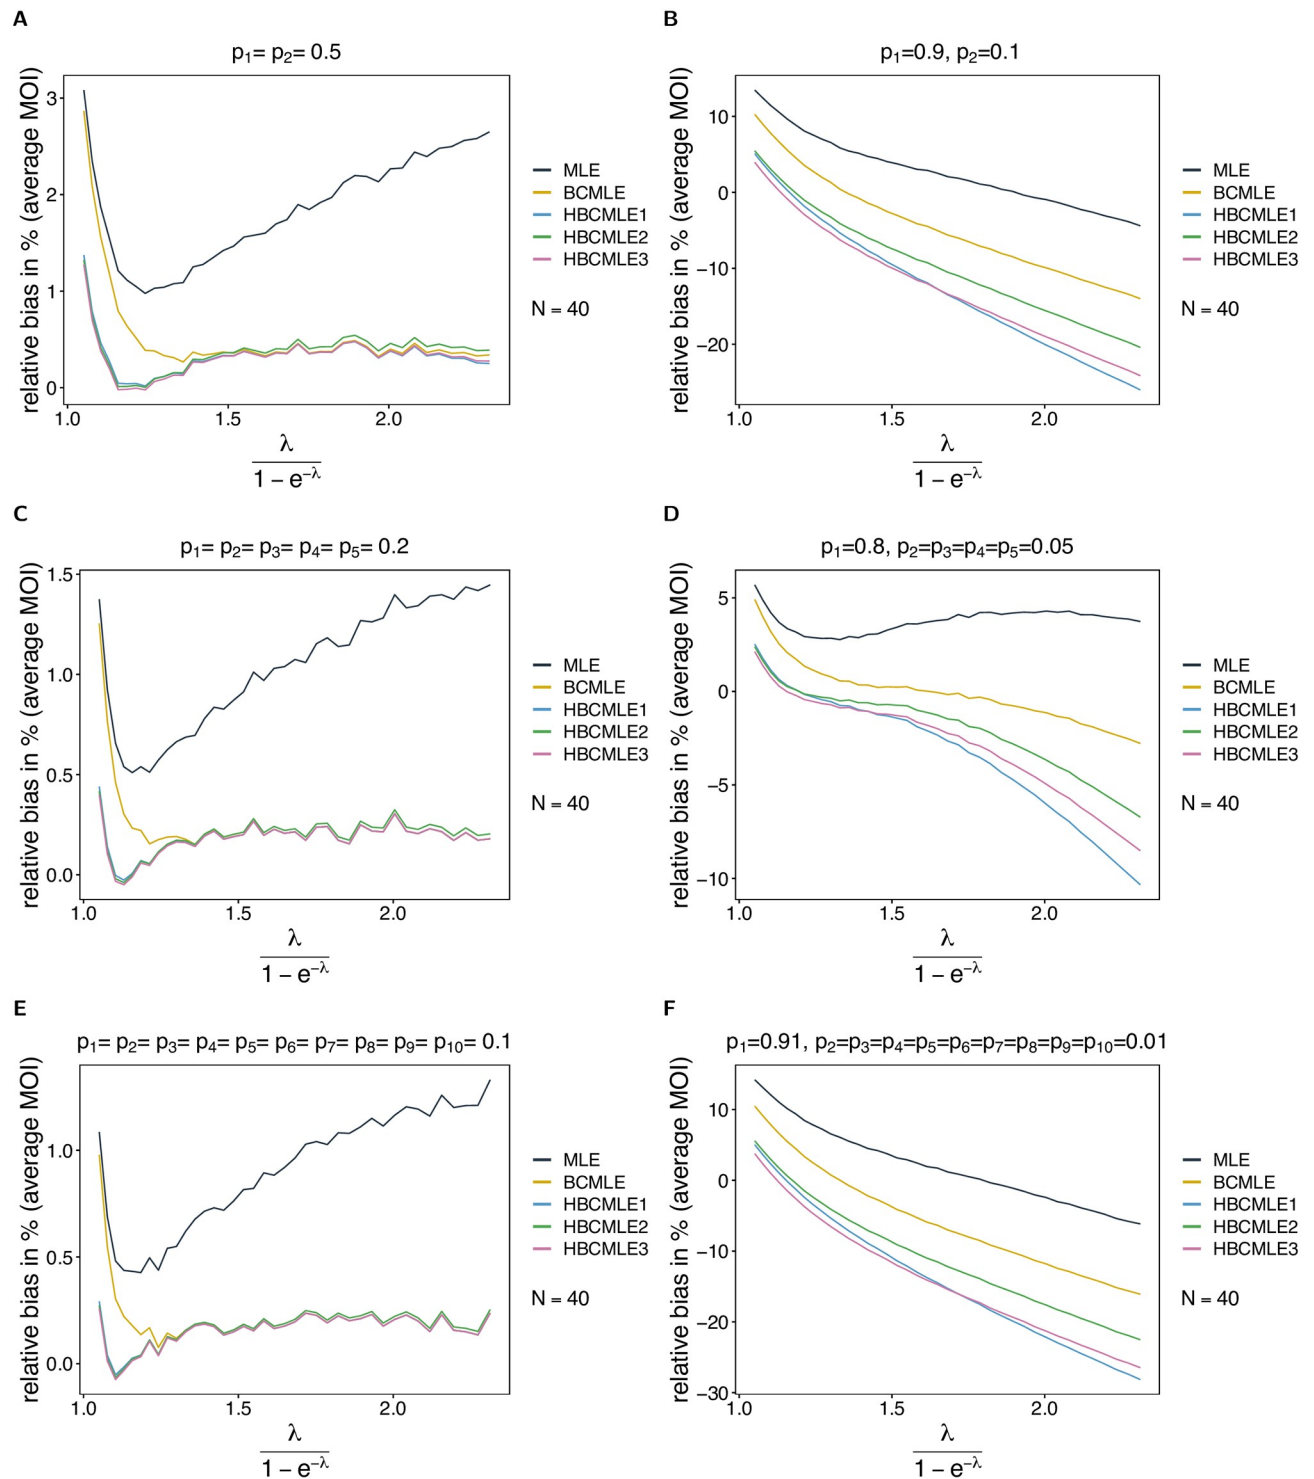 A
p₁= p₂= 0.5
relative bias in % (average MOI)
3
2
1
0
1.0 1.5 2.0
λ
1 − e⁻λ
MLE
BCMLE
HBCMLE1
HBCMLE2
HBCMLE3
N = 40
B
p₁=0.9, p₂=0.1
relative bias in % (average MOI)
10
0
−10
−20
1.0 1.5 2.0
λ
1 − e⁻λ
MLE
BCMLE
HBCMLE1
HBCMLE2
HBCMLE3
N = 40
C
p₁= p₂= p₃= p₄= p₅= 0.2
relative bias in % (average MOI)
1.5
1.0
0.5
0.0
1.0 1.5 2.0
λ
1 − e⁻λ
MLE
BCMLE
HBCMLE1
HBCMLE2
HBCMLE3
N = 40
D
p₁=0.8, p₂=p₃=p₄=p₅=0.05
relative bias in % (average MOI)
5
0
−5
−10
1.0 1.5 2.0
λ
1 − e⁻λ
MLE
BCMLE
HBCMLE1
HBCMLE2
HBCMLE3
N = 40
E
p₁= p₂= p₃= p₄= p₅= p₆= p₇= p₈= p₉= p₁₀= 0.1
relative bias in % (average MOI)
1.0
0.5
0.0
1.0 1.5 2.0
λ
1 − e⁻λ
MLE
BCMLE
HBCMLE1
HBCMLE2
HBCMLE3
N = 40
F
p₁=0.91, p₂=p₃=p₄=p₅=p₆=p₇=p₈=p₉=p₁₀=0.01
relative bias in % (average MOI)
10
0
−10
−20
−30
1.0 1.5 2.0
λ
1 − e⁻λ
MLE
BCMLE
HBCMLE1
HBCMLE2
HBCMLE3
N = 40